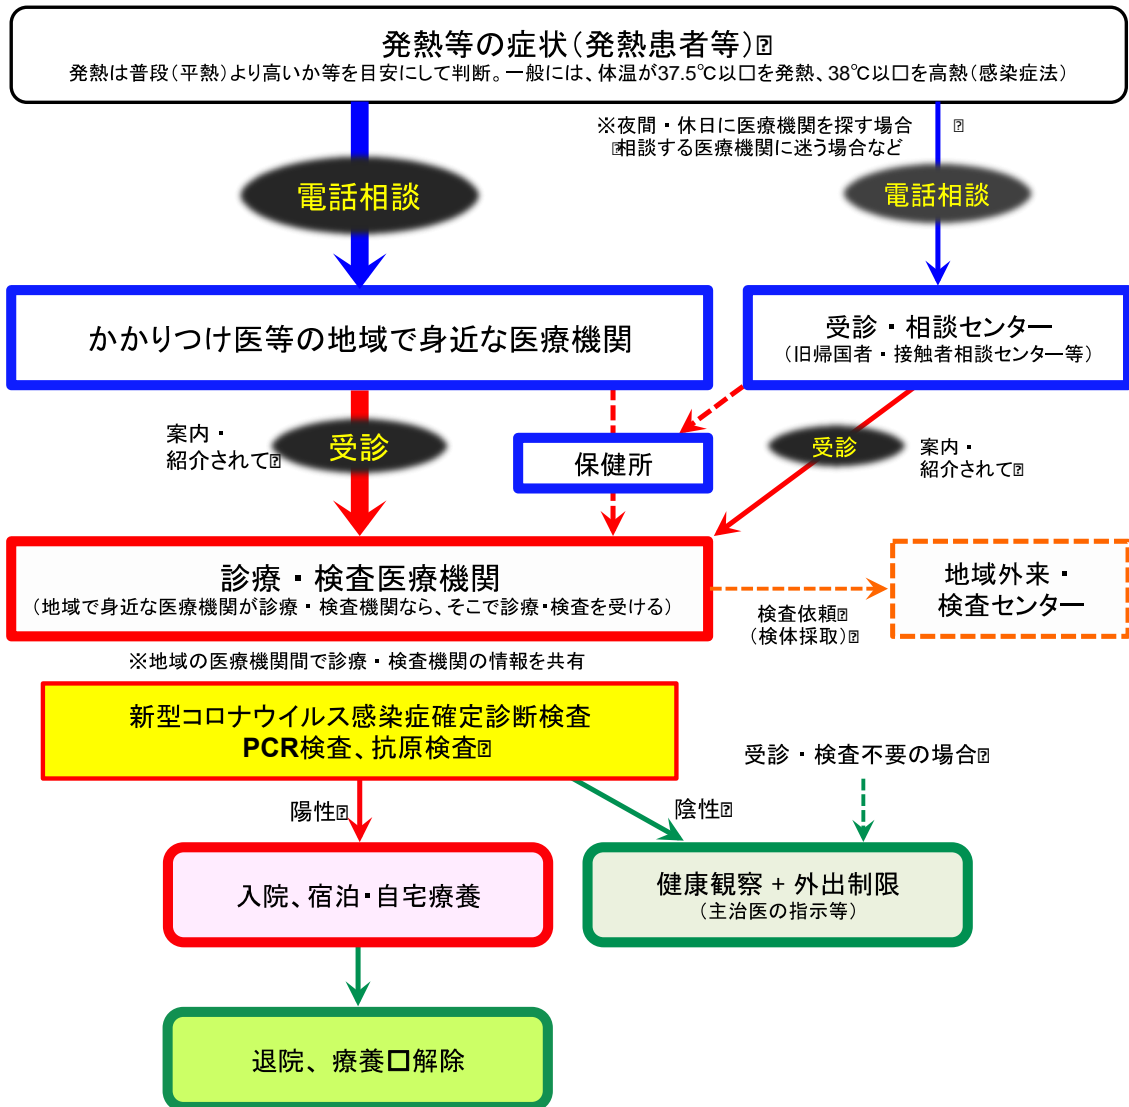 発熱等の症状(発熱患者等)
発熱は普段(平熱)より高いか等を目安にして判断。一般には、体温が37.5℃以□を発熱、38℃以□を高熱(感染症法)
※夜間・休日に医療機関を探す場合
相談する医療機関に迷う場合など
電話相談
電話相談
かかりつけ医等の地域で身近な医療機関
受診・相談センター
(旧帰国者・接触者相談センター等)
案内・
紹介されて
受診
保健所
受診
案内・
紹介されて
診療・検査医療機関
(地域で身近な医療機関が診療・検査機関なら、そこで診療・検査を受ける)
地域外来・
検査センター
検査依頼
(検体採取)
※地域の医療機関間で診療・検査機関の情報を共有
新型コロナウイルス感染症確定診断検査
PCR検査、抗原検査
受診・検査不要の場合
陽性
陰性
入院、宿泊・自宅療養
健康観察 + 外出制限
(主治医の指示等)
退院、療養□解除